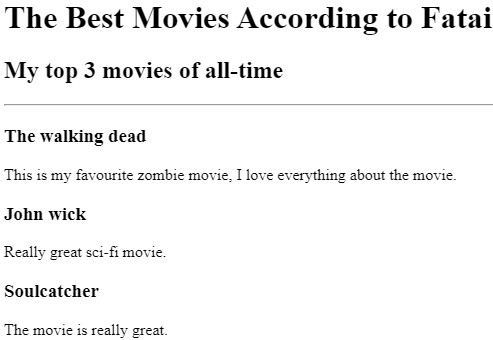 The Best Movies According to Fatai
My top 3 movies of all-time
The walking dead
This is my favourite zombie movie, I love everything about the movie.
John wick
Really great sci-fi movie.
Soulcatcher
The movie is really great.